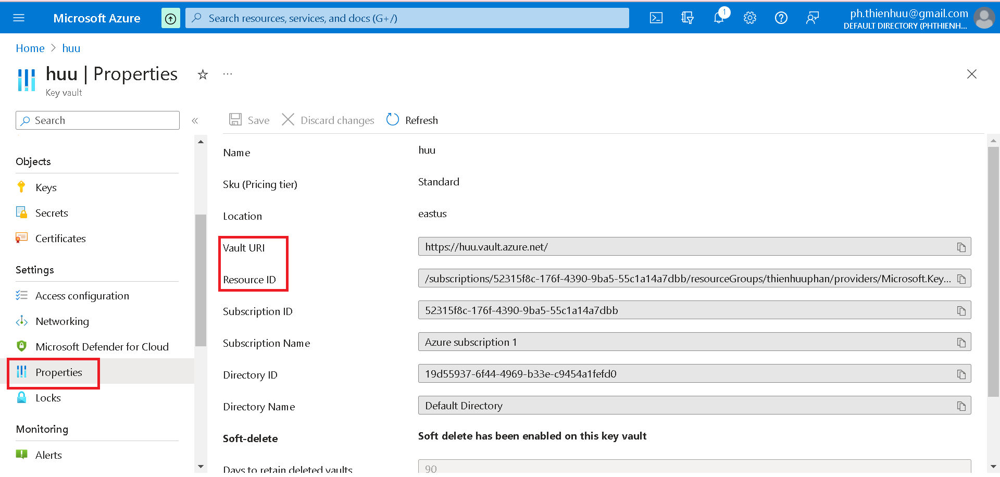 Microsoft Azure
Search resources, services, and docs (G+/)
1
ph.thienhuu@gmail.com
DEFAULT DIRECTORY (PHTHIENH...
Home > huu
huu | Properties
...
Key vault
Search
«
Save
Discard changes
Refresh
Objects
Keys
Secrets
Certificates
Settings
Access configuration
Networking
Microsoft Defender for Cloud
Properties
Locks
Monitoring
Alerts
Name
huu
Sku (Pricing tier)
Standard
Location
eastus
Vault URI
https://huu.vault.azure.net/
Resource ID
/subscriptions/52315f8c-176f-4390-9ba5-55c1a14a7dbb/resourceGroups/thienhuuphan/providers/Microsoft.Key...
Subscription ID
52315f8c-176f-4390-9ba5-55c1a14a7dbb
Subscription Name
Azure subscription 1
Directory ID
19d55937-6f44-4969-b33e-c9454a1fefd0
Directory Name
Default Directory
Soft-delete
Soft delete has been enabled on this key vault
Days to retain deleted vaults
90